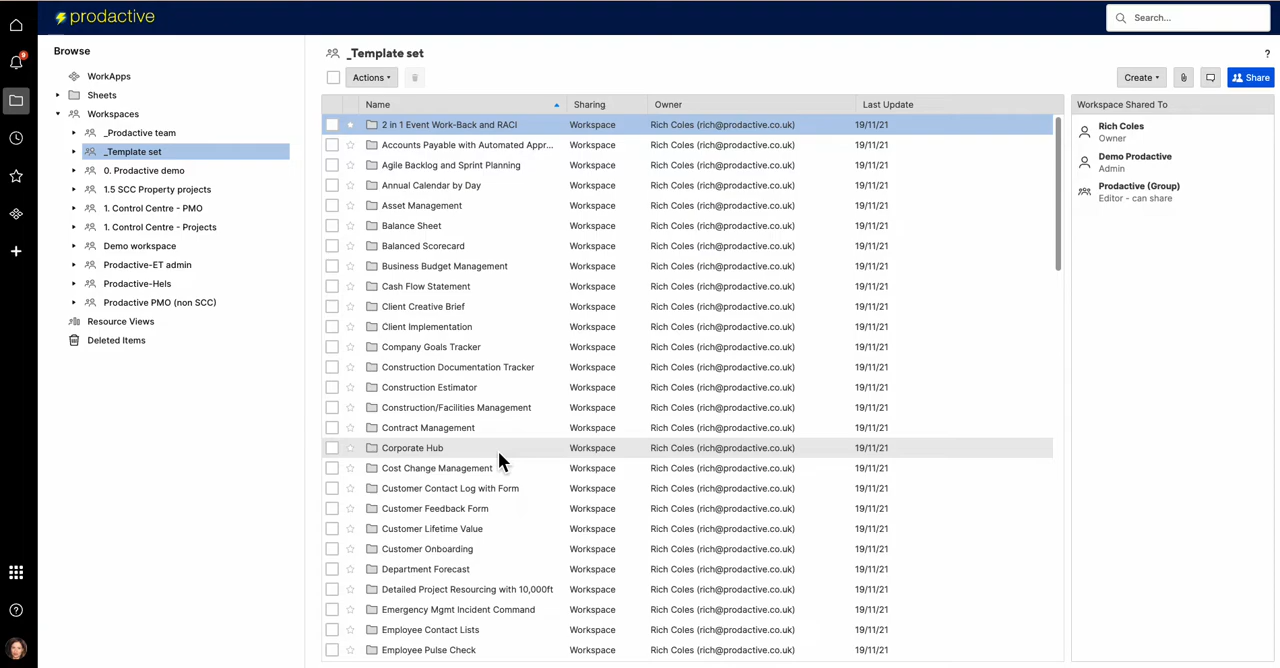 prodactive
Search...
9
Browse
WorkApps
Sheets
Workspaces
_Prodactive team
_Template set
0. Prodactive demo
1.5 SCC Property projects
1. Control Centre - PMO
1. Control Centre - Projects
Demo workspace
Prodactive-ET admin
Prodactive-Hels
Prodactive PMO (non SCC)
Resource Views
Deleted Items
_Template set
?
Actions
Create
Share
Name Sharing Owner Last Update
2 in 1 Event Work-Back and RACI Workspace Rich Coles (rich@prodactive.co.uk) 19/11/21
Accounts Payable with Automated Appr... Workspace Rich Coles (rich@prodactive.co.uk) 19/11/21
Agile Backlog and Sprint Planning Workspace Rich Coles (rich@prodactive.co.uk) 19/11/21
Annual Calendar by Day Workspace Rich Coles (rich@prodactive.co.uk) 19/11/21
Asset Management Workspace Rich Coles (rich@prodactive.co.uk) 19/11/21
Balance Sheet Workspace Rich Coles (rich@prodactive.co.uk) 19/11/21
Balanced Scorecard Workspace Rich Coles (rich@prodactive.co.uk) 19/11/21
Business Budget Management Workspace Rich Coles (rich@prodactive.co.uk) 19/11/21
Cash Flow Statement Workspace Rich Coles (rich@prodactive.co.uk) 19/11/21
Client Creative Brief Workspace Rich Coles (rich@prodactive.co.uk) 19/11/21
Client Implementation Workspace Rich Coles (rich@prodactive.co.uk) 19/11/21
Company Goals Tracker Workspace Rich Coles (rich@prodactive.co.uk) 19/11/21
Construction Documentation Tracker Workspace Rich Coles (rich@prodactive.co.uk) 19/11/21
Construction Estimator Workspace Rich Coles (rich@prodactive.co.uk) 19/11/21
Construction/Facilities Management Workspace Rich Coles (rich@prodactive.co.uk) 19/11/21
Contract Management Workspace Rich Coles (rich@prodactive.co.uk) 19/11/21
Corporate Hub Workspace Rich Coles (rich@prodactive.co.uk) 19/11/21
Cost Change Management Workspace Rich Coles (rich@prodactive.co.uk) 19/11/21
Customer Contact Log with Form Workspace Rich Coles (rich@prodactive.co.uk) 19/11/21
Customer Feedback Form Workspace Rich Coles (rich@prodactive.co.uk) 19/11/21
Customer Lifetime Value Workspace Rich Coles (rich@prodactive.co.uk) 19/11/21
Customer Onboarding Workspace Rich Coles (rich@prodactive.co.uk) 19/11/21
Department Forecast Workspace Rich Coles (rich@prodactive.co.uk) 19/11/21
Detailed Project Resourcing with 10,000ft Workspace Rich Coles (rich@prodactive.co.uk) 19/11/21
Emergency Mgmt Incident Command Workspace Rich Coles (rich@prodactive.co.uk) 19/11/21
Employee Contact Lists Workspace Rich Coles (rich@prodactive.co.uk) 19/11/21
Employee Pulse Check Workspace Rich Coles (rich@prodactive.co.uk) 19/11/21
Workspace Shared To
Rich Coles
Owner
Demo Prodactive
Admin
Prodactive (Group)
Editor - can share
?